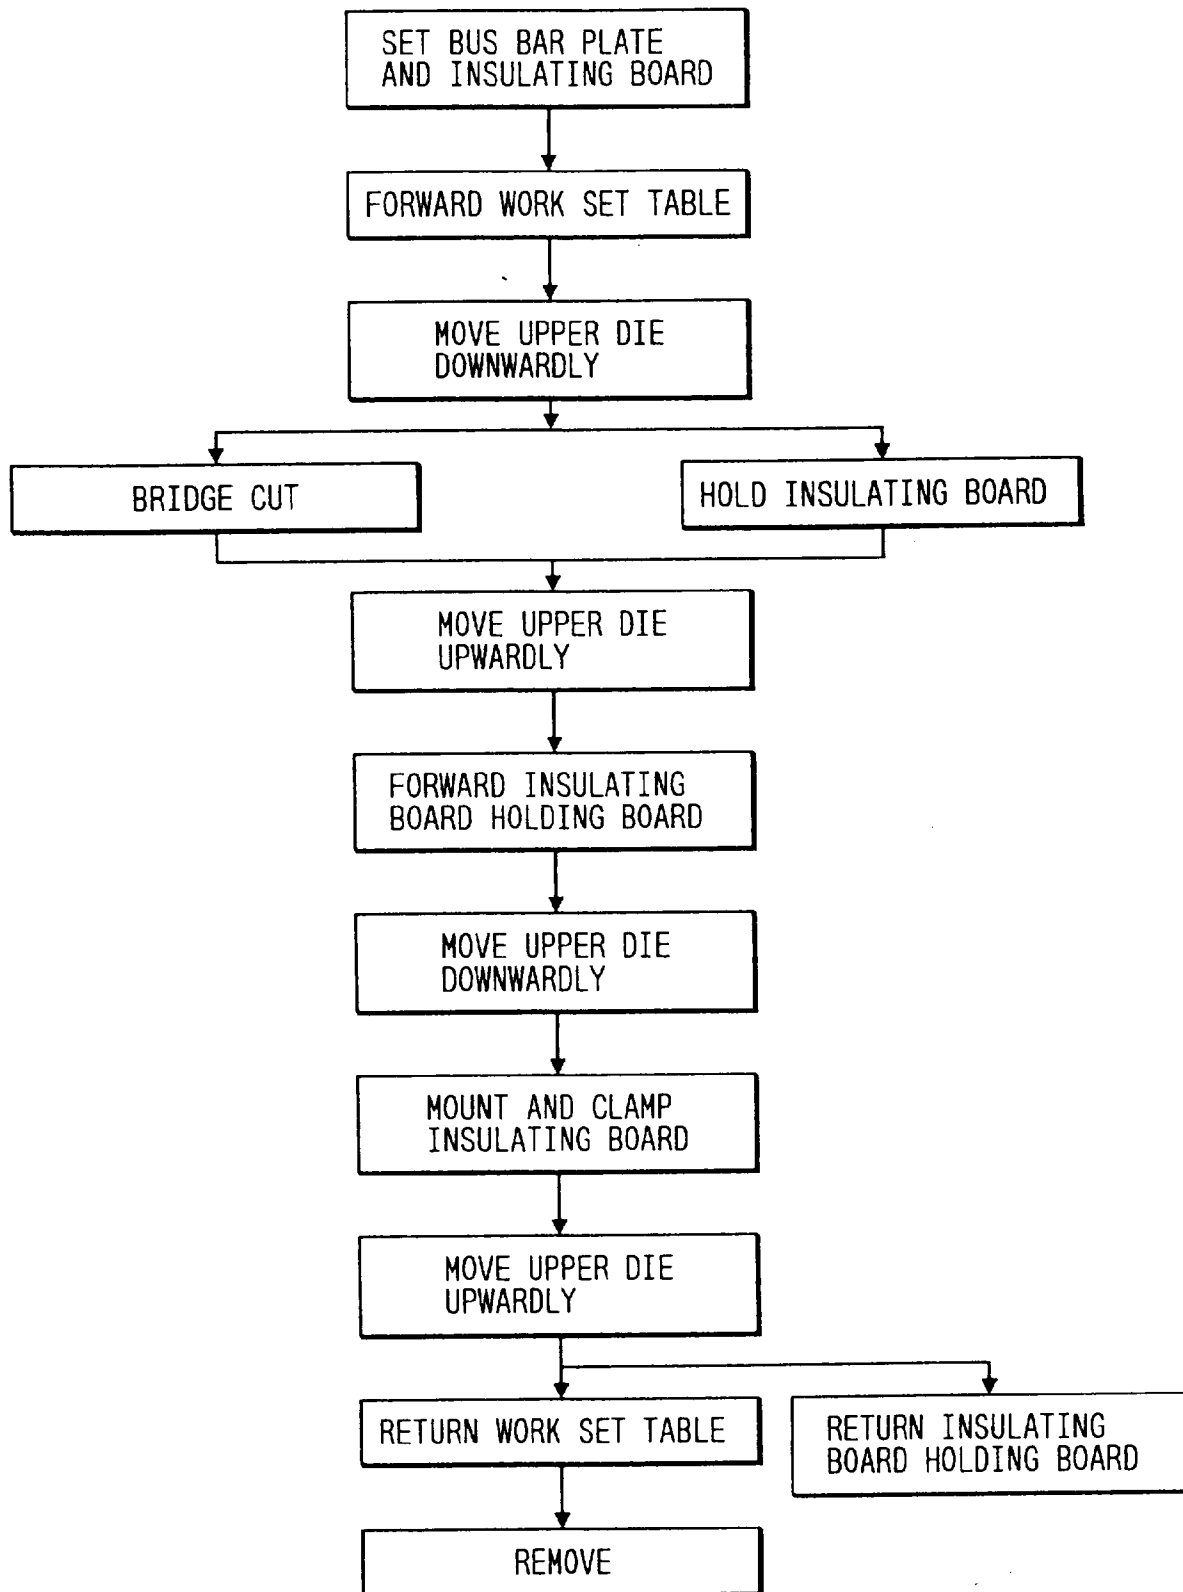 SET BUS BAR PLATE
AND INSULATING BOARD
FORWARD WORK SET TABLE
MOVE UPPER DIE
DOWNWARDLY
BRIDGE CUT
HOLD INSULATING BOARD
MOVE UPPER DIE
UPWARDLY
FORWARD INSULATING
BOARD HOLDING BOARD
MOVE UPPER DIE
DOWNWARDLY
MOUNT AND CLAMP
INSULATING BOARD
MOVE UPPER DIE
UPWARDLY
RETURN WORK SET TABLE
RETURN INSULATING
BOARD HOLDING BOARD
REMOVE